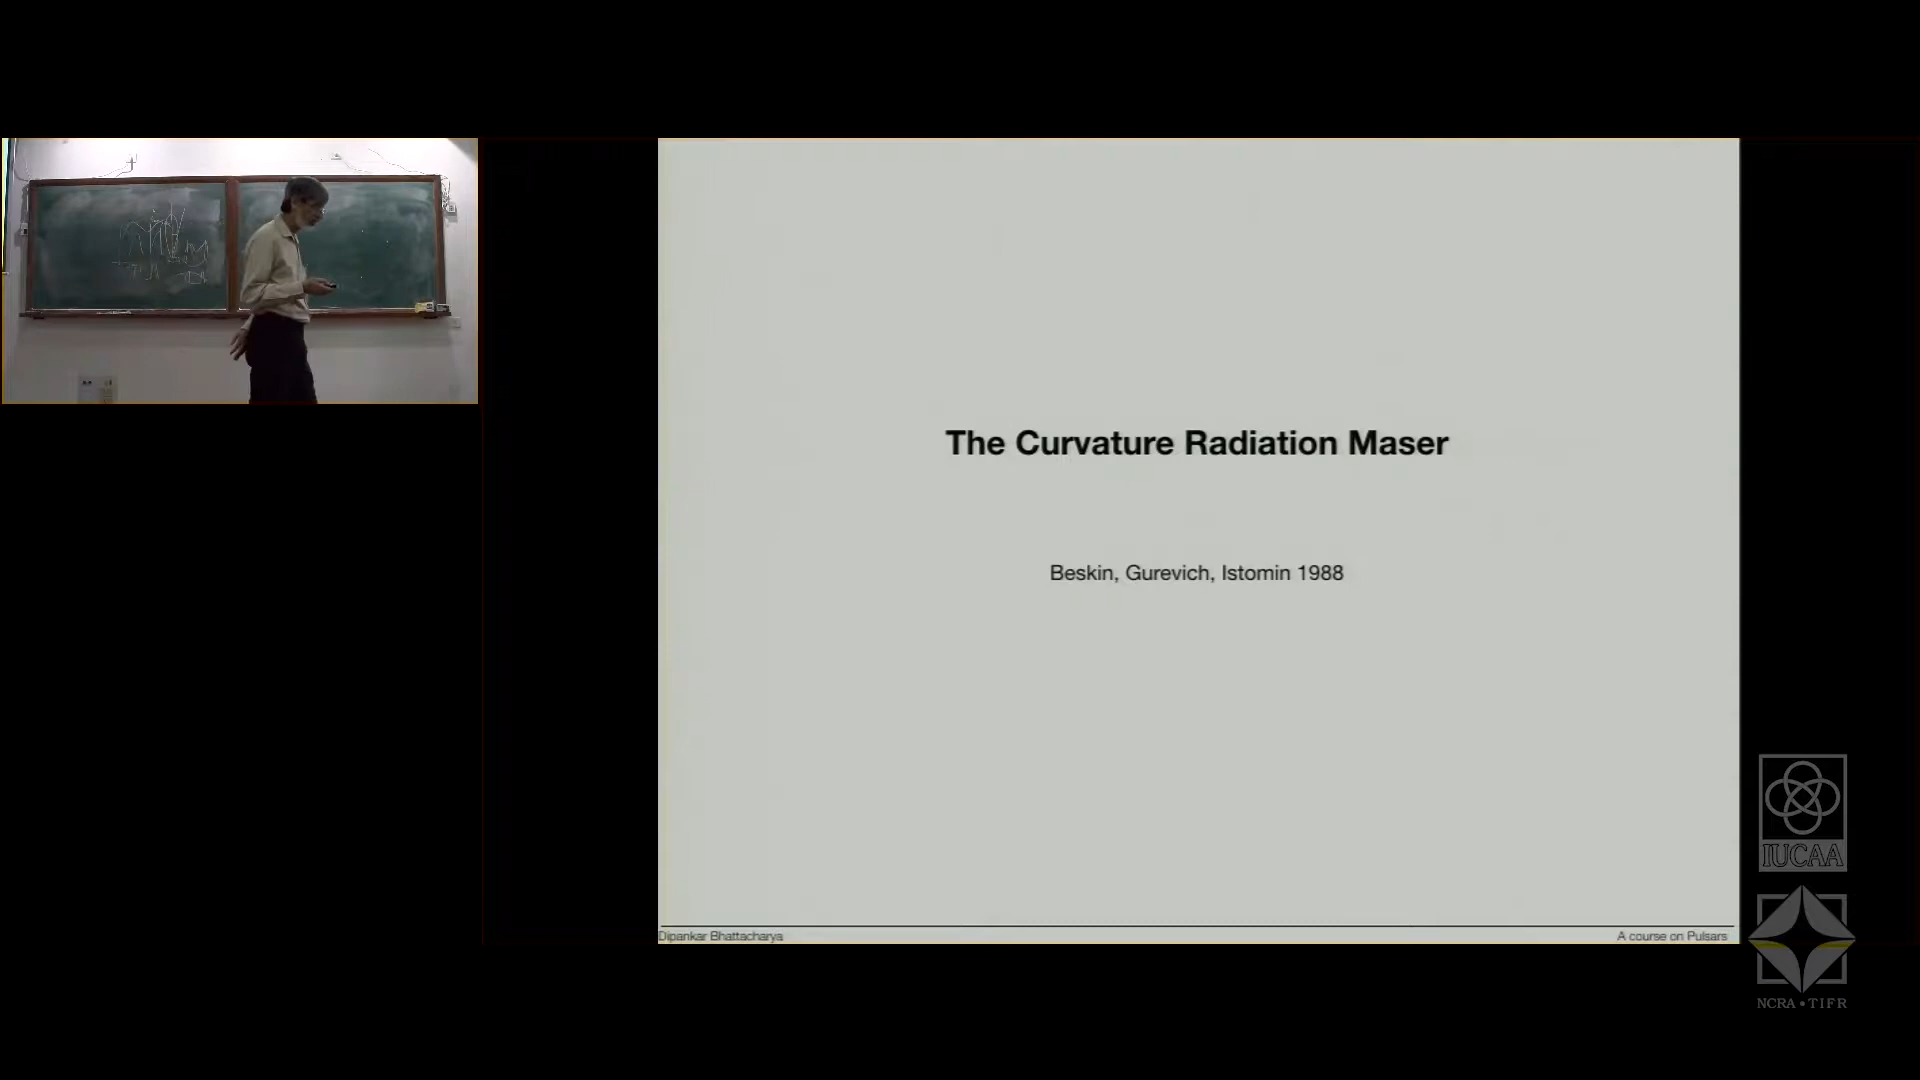 The Curvature Radiation Maser
Beskin, Gurevich, Istomin 1988
Dipankar Bhattacharya
A course on Pulsars
IUCAA
NCRA • TIFR